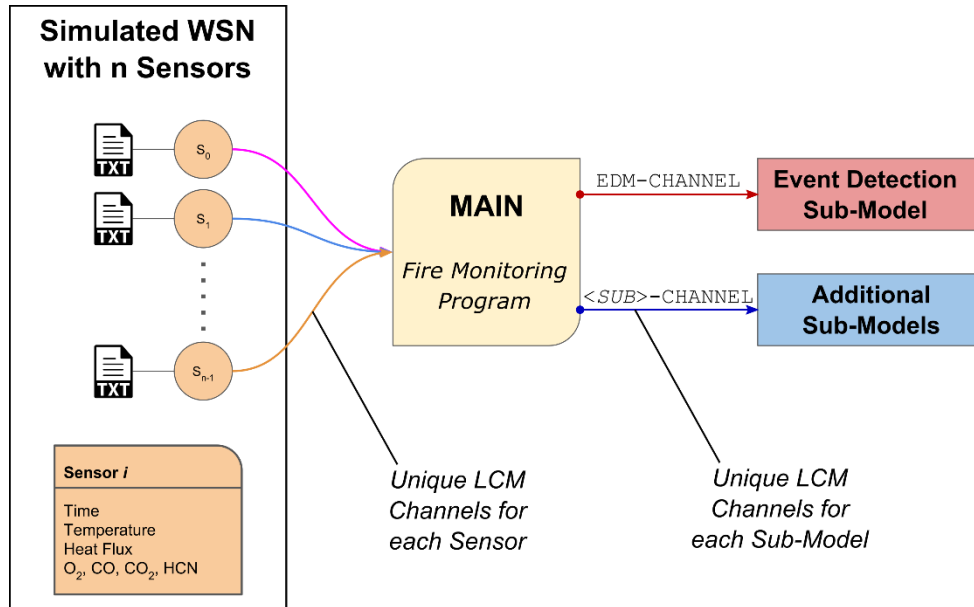 Simulated WSN
with n Sensors
TXT
S0
TXT
S1
TXT
Sn-1
Sensor i
Time
Temperature
Heat Flux
O2, CO, CO2, HCN
MAIN
Fire Monitoring
Program
EDM-CHANNEL
Event Detection
Sub-Model
<SUB>-CHANNEL
Additional
Sub-Models
Unique LCM
Channels for
each Sensor
Unique LCM
Channels for
each Sub-Model